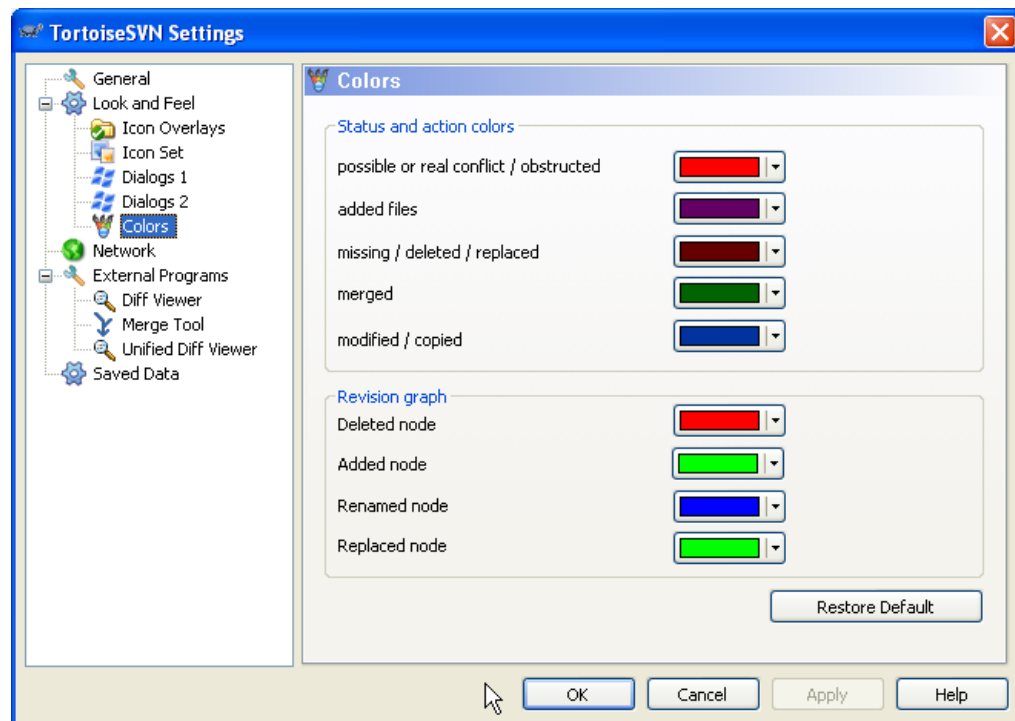 TortoiseSVN Settings
General
Look and Feel
Icon Overlays
Icon Set
Dialogs 1
Dialogs 2
Colors
Network
External Programs
Diff Viewer
Merge Tool
Unified Diff Viewer
Saved Data
Colors
Status and action colors
possible or real conflict / obstructed
added files
missing / deleted / replaced
merged
modified / copied
Revision graph
Deleted node
Added node
Renamed node
Replaced node
Restore Default
OK
Cancel
Apply
Help